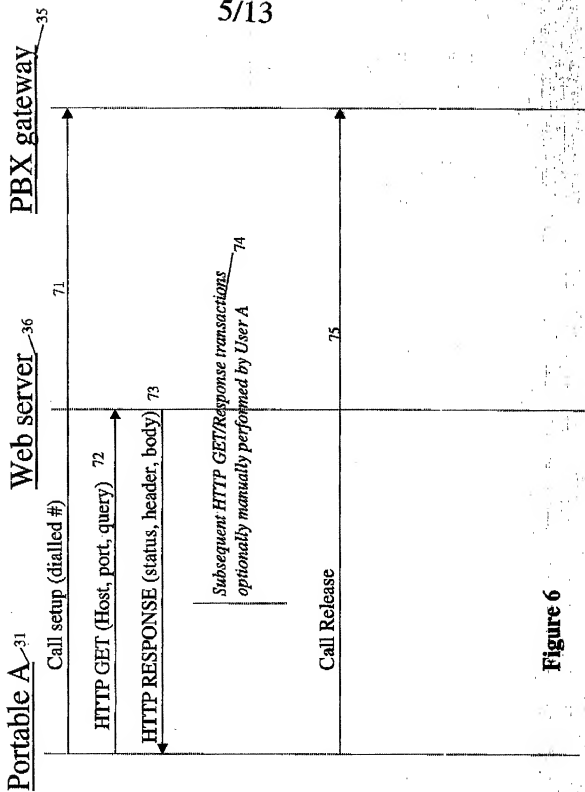 5/13
Portable A 31
Web server 36
PBX gateway 35
Call setup (dialled #) 71
HTTP GET (Host, port, query) 72
HTTP RESPONSE (status, header, body) 73
Subsequent HTTP GET/Response transactions 74
optionally manually performed by User A
Call Release 75
Figure 6